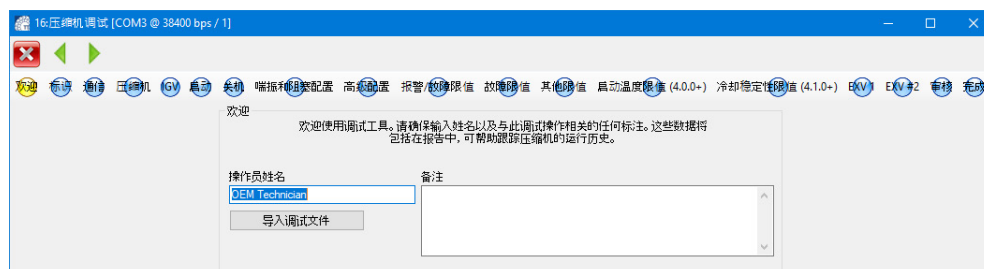 16:压缩机调试 [COM3 @ 38400 bps / 1]
欢迎 标识 通信 压缩机 IGV 启动 关机 喘振和阻塞配置 高级配置 报警/故障限值 故障限值 其他限值 启动温度限值 (4.0.0+) 冷却稳定性限值 (4.1.0+) EXV 1 EXV #2 审核 完成
欢迎
欢迎使用调试工具。请确保输入姓名以及与此调试操作相关的任何标注。这些数据将
包括在报告中，可帮助跟踪压缩机的运行历史。
操作员姓名 备注
OEM Technician
导入调试文件